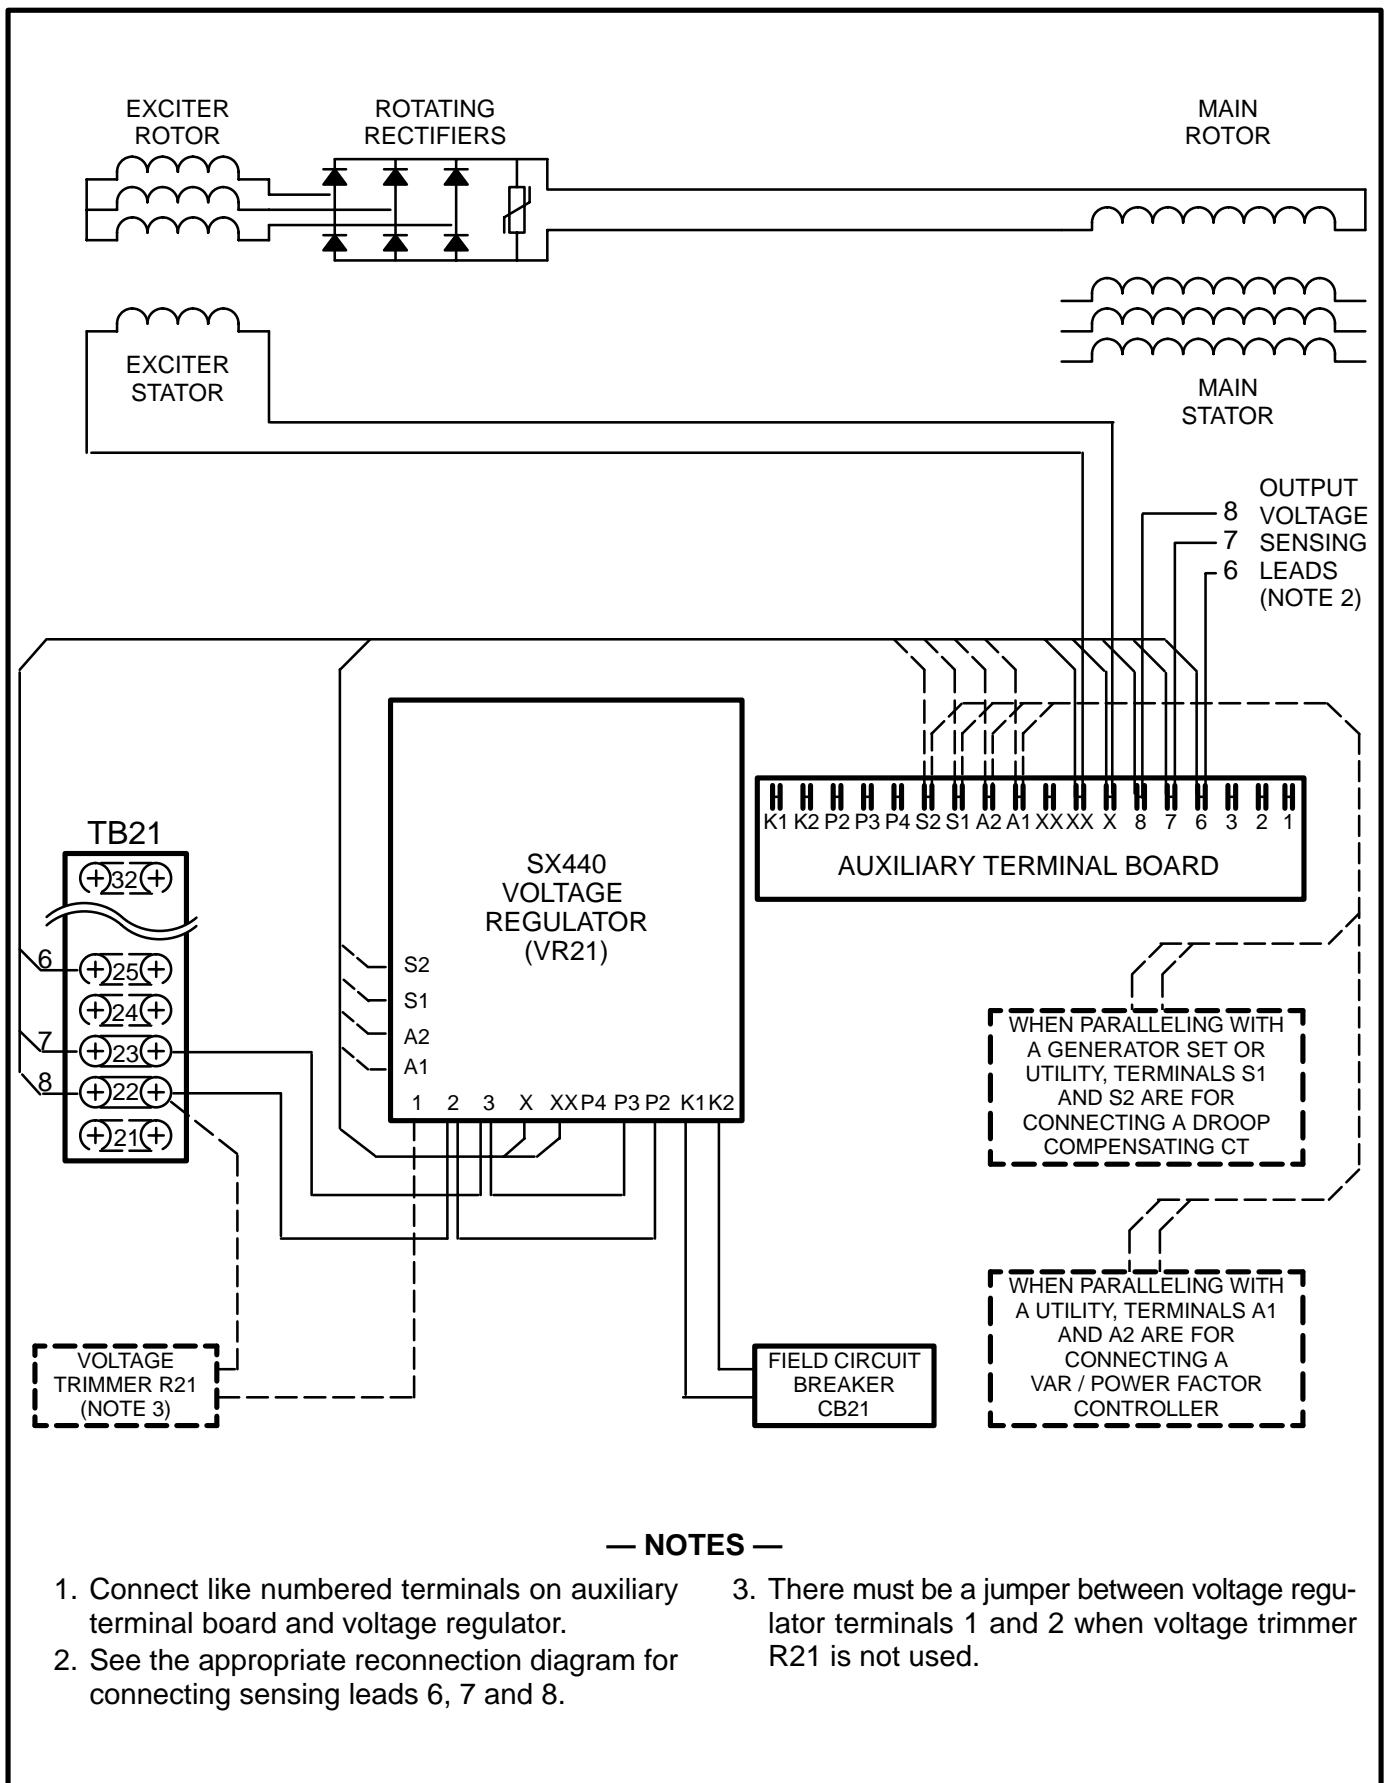 EXCITER
ROTOR
ROTATING
RECTIFIERS
MAIN
ROTOR
EXCITER
STATOR
MAIN
STATOR
8
7
6
OUTPUT
VOLTAGE
SENSING
LEADS
(NOTE 2)
K1 K2 P2 P3 P4 S2 S1 A2 A1 XX XX X 8 7 6 3 2 1
AUXILIARY TERMINAL BOARD
TB21
32
6
25
24
7
23
8
22
21
SX440
VOLTAGE
REGULATOR
(VR21)
S2
S1
A2
A1
1 2 3 X XX P4 P3 P2 K1 K2
WHEN PARALLELING WITH
A GENERATOR SET OR
UTILITY, TERMINALS S1
AND S2 ARE FOR
CONNECTING A DROOP
COMPENSATING CT
WHEN PARALLELING WITH
A UTILITY, TERMINALS A1
AND A2 ARE FOR
CONNECTING A
VAR / POWER FACTOR
CONTROLLER
VOLTAGE
TRIMMER R21
(NOTE 3)
FIELD CIRCUIT
BREAKER
CB21
— NOTES —
1. Connect like numbered terminals on auxiliary
terminal board and voltage regulator.
2. See the appropriate reconnection diagram for
connecting sensing leads 6, 7 and 8.
3. There must be a jumper between voltage regu-
lator terminals 1 and 2 when voltage trimmer
R21 is not used.